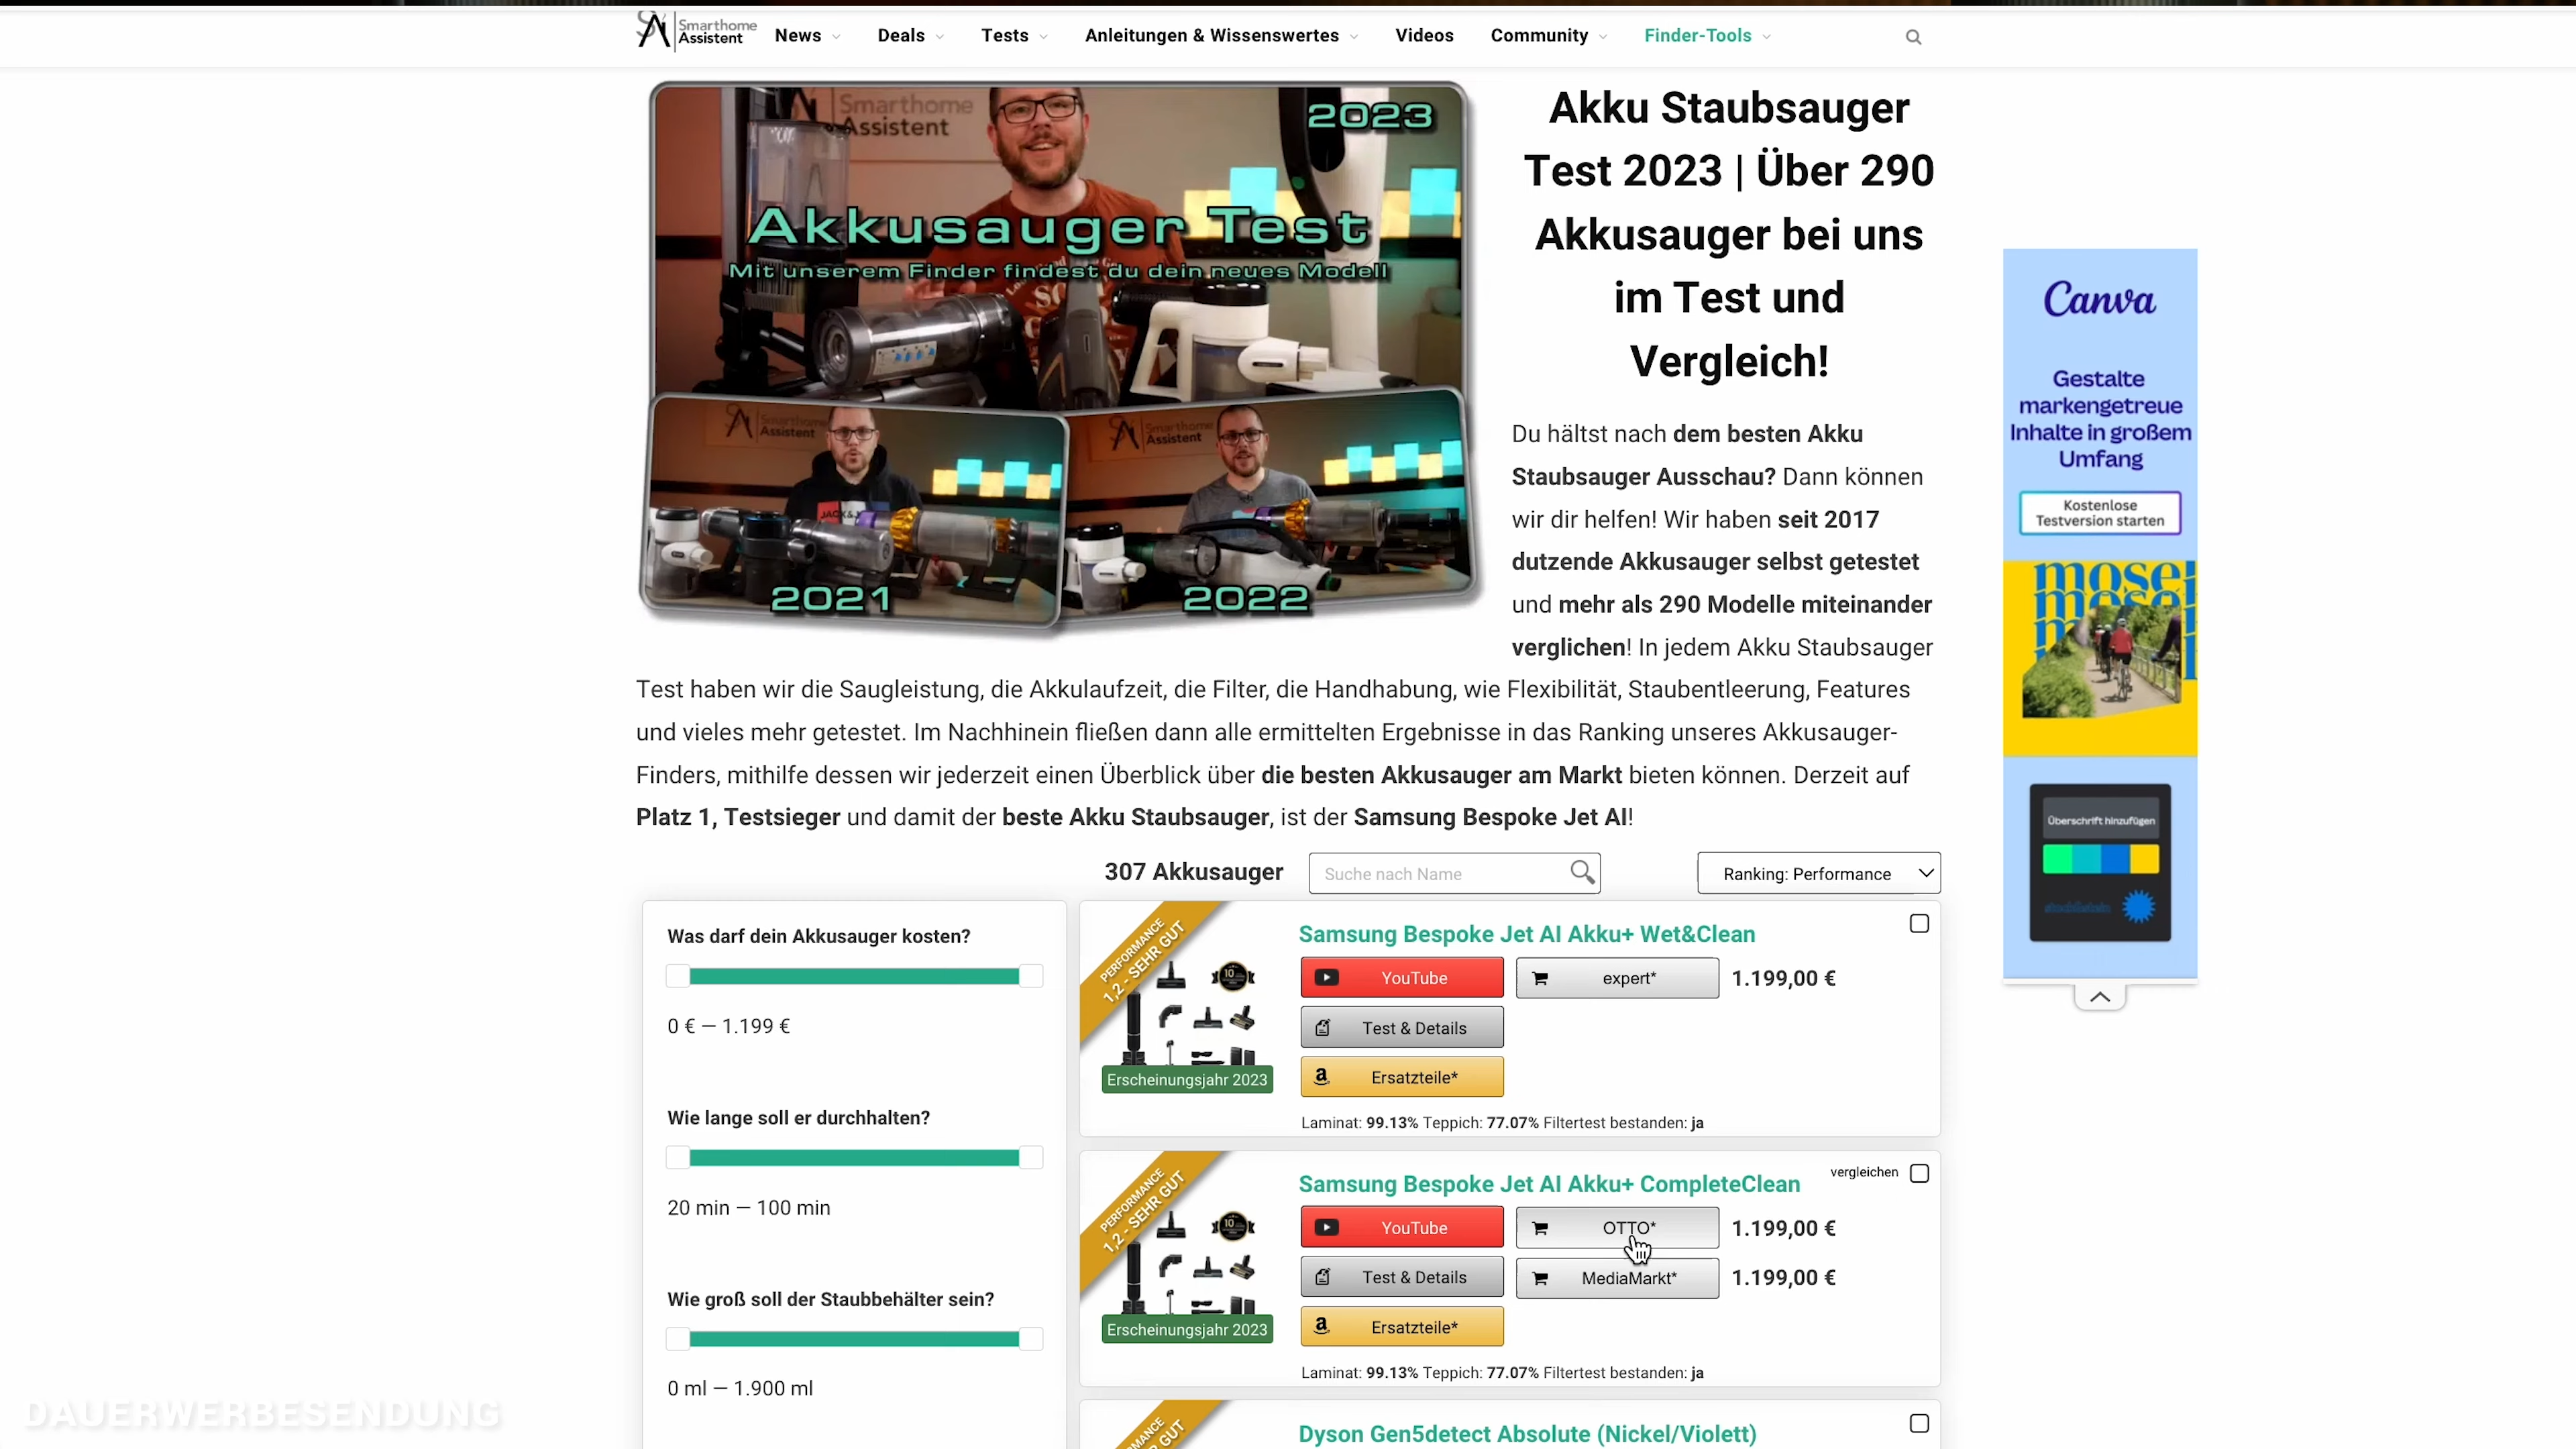 Smarthome
Assistent
News
Deals
Tests
Anleitungen & Wissenswertes
Videos
Community
Finder-Tools
Smarthome
Assistent
2023
Akkusauger Test
Mit unserem Finder findest du dein neues Modell
Smarthome
Assistent
2021
Smarthome
Assistent
2022
Akku Staubsauger
Test 2023 | Über 290
Akkusauger bei uns
im Test und
Vergleich!
Du hältst nach dem besten Akku
Staubsauger Ausschau? Dann können
wir dir helfen! Wir haben seit 2017
dutzende Akkusauger selbst getestet
und mehr als 290 Modelle miteinander
verglichen! In jedem Akku Staubsauger
Test haben wir die Saugleistung, die Akkulaufzeit, die Filter, die Handhabung, wie Flexibilität, Staubentleerung, Features
und vieles mehr getestet. Im Nachhinein fließen dann alle ermittelten Ergebnisse in das Ranking unseres Akkusauger-
Finders, mithilfe dessen wir jederzeit einen Überblick über die besten Akkusauger am Markt bieten können. Derzeit auf
Platz 1, Testsieger und damit der beste Akku Staubsauger, ist der Samsung Bespoke Jet AI!
307 Akkusauger
Suche nach Name
Ranking: Performance
Was darf dein Akkusauger kosten?
0 € — 1.199 €
Wie lange soll er durchhalten?
20 min — 100 min
Wie groß soll der Staubbehälter sein?
0 ml — 1.900 ml
PERFORMANCE
1,2 - SEHR GUT
10
Erscheinungsjahr 2023
Samsung Bespoke Jet AI Akku+ Wet&Clean
YouTube
expert*
1.199,00 €
Test & Details
Ersatzteile*
Laminat: 99.13% Teppich: 77.07% Filtertest bestanden: ja
PERFORMANCE
1,2 - SEHR GUT
10
Erscheinungsjahr 2023
Samsung Bespoke Jet AI Akku+ CompleteClean
vergleichen
YouTube
OTTO*
1.199,00 €
Test & Details
MediaMarkt*
1.199,00 €
Ersatzteile*
Laminat: 99.13% Teppich: 77.07% Filtertest bestanden: ja
Dyson Gen5detect Absolute (Nickel/Violett)
Canva
Gestalte
markengetreue
Inhalte in großem
Umfang
Kostenlose
Testversion starten
mosel
Überschrift hinzufügen
DAUERWERBESENDUNG